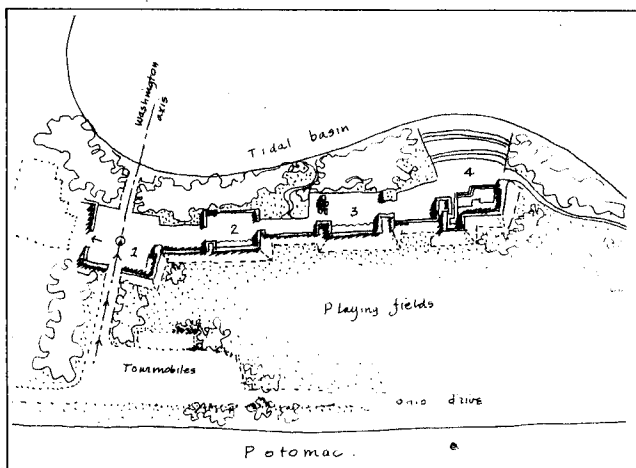 Washington
axis
Tidal basin
4
3
2
1
Playing fields
Tourmobiles
Ohio drive
Potomac.